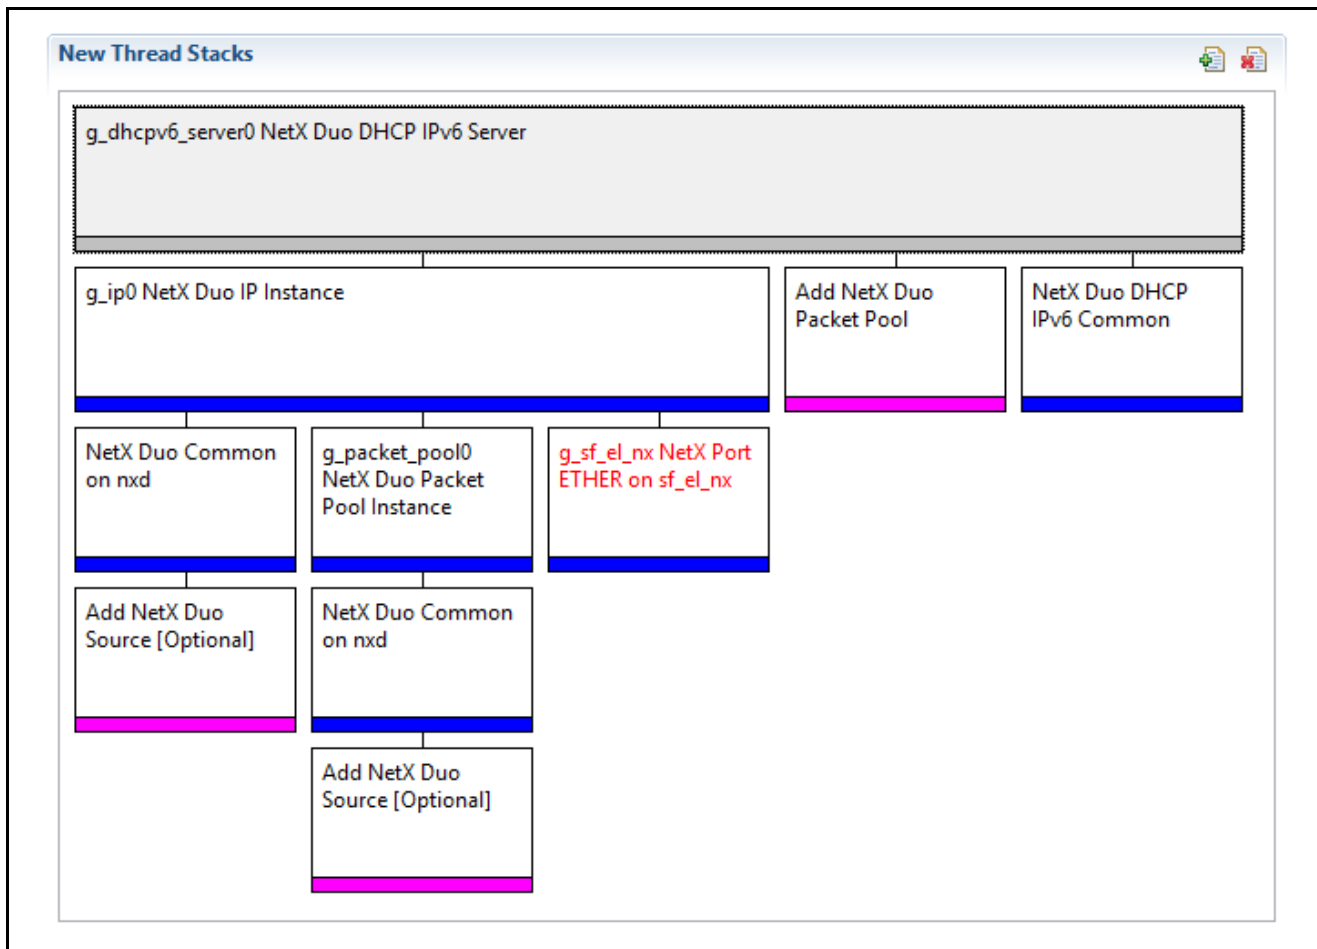 New Thread Stacks
g_dhcpv6_server0 NetX Duo DHCP IPv6 Server
g_ip0 NetX Duo IP Instance
Add NetX Duo
Packet Pool
NetX Duo DHCP
IPv6 Common
NetX Duo Common
on nxd
g_packet_pool0
NetX Duo Packet
Pool Instance
g_sf_el_nx NetX Port
ETHER on sf_el_nx
Add NetX Duo
Source [Optional]
NetX Duo Common
on nxd
Add NetX Duo
Source [Optional]